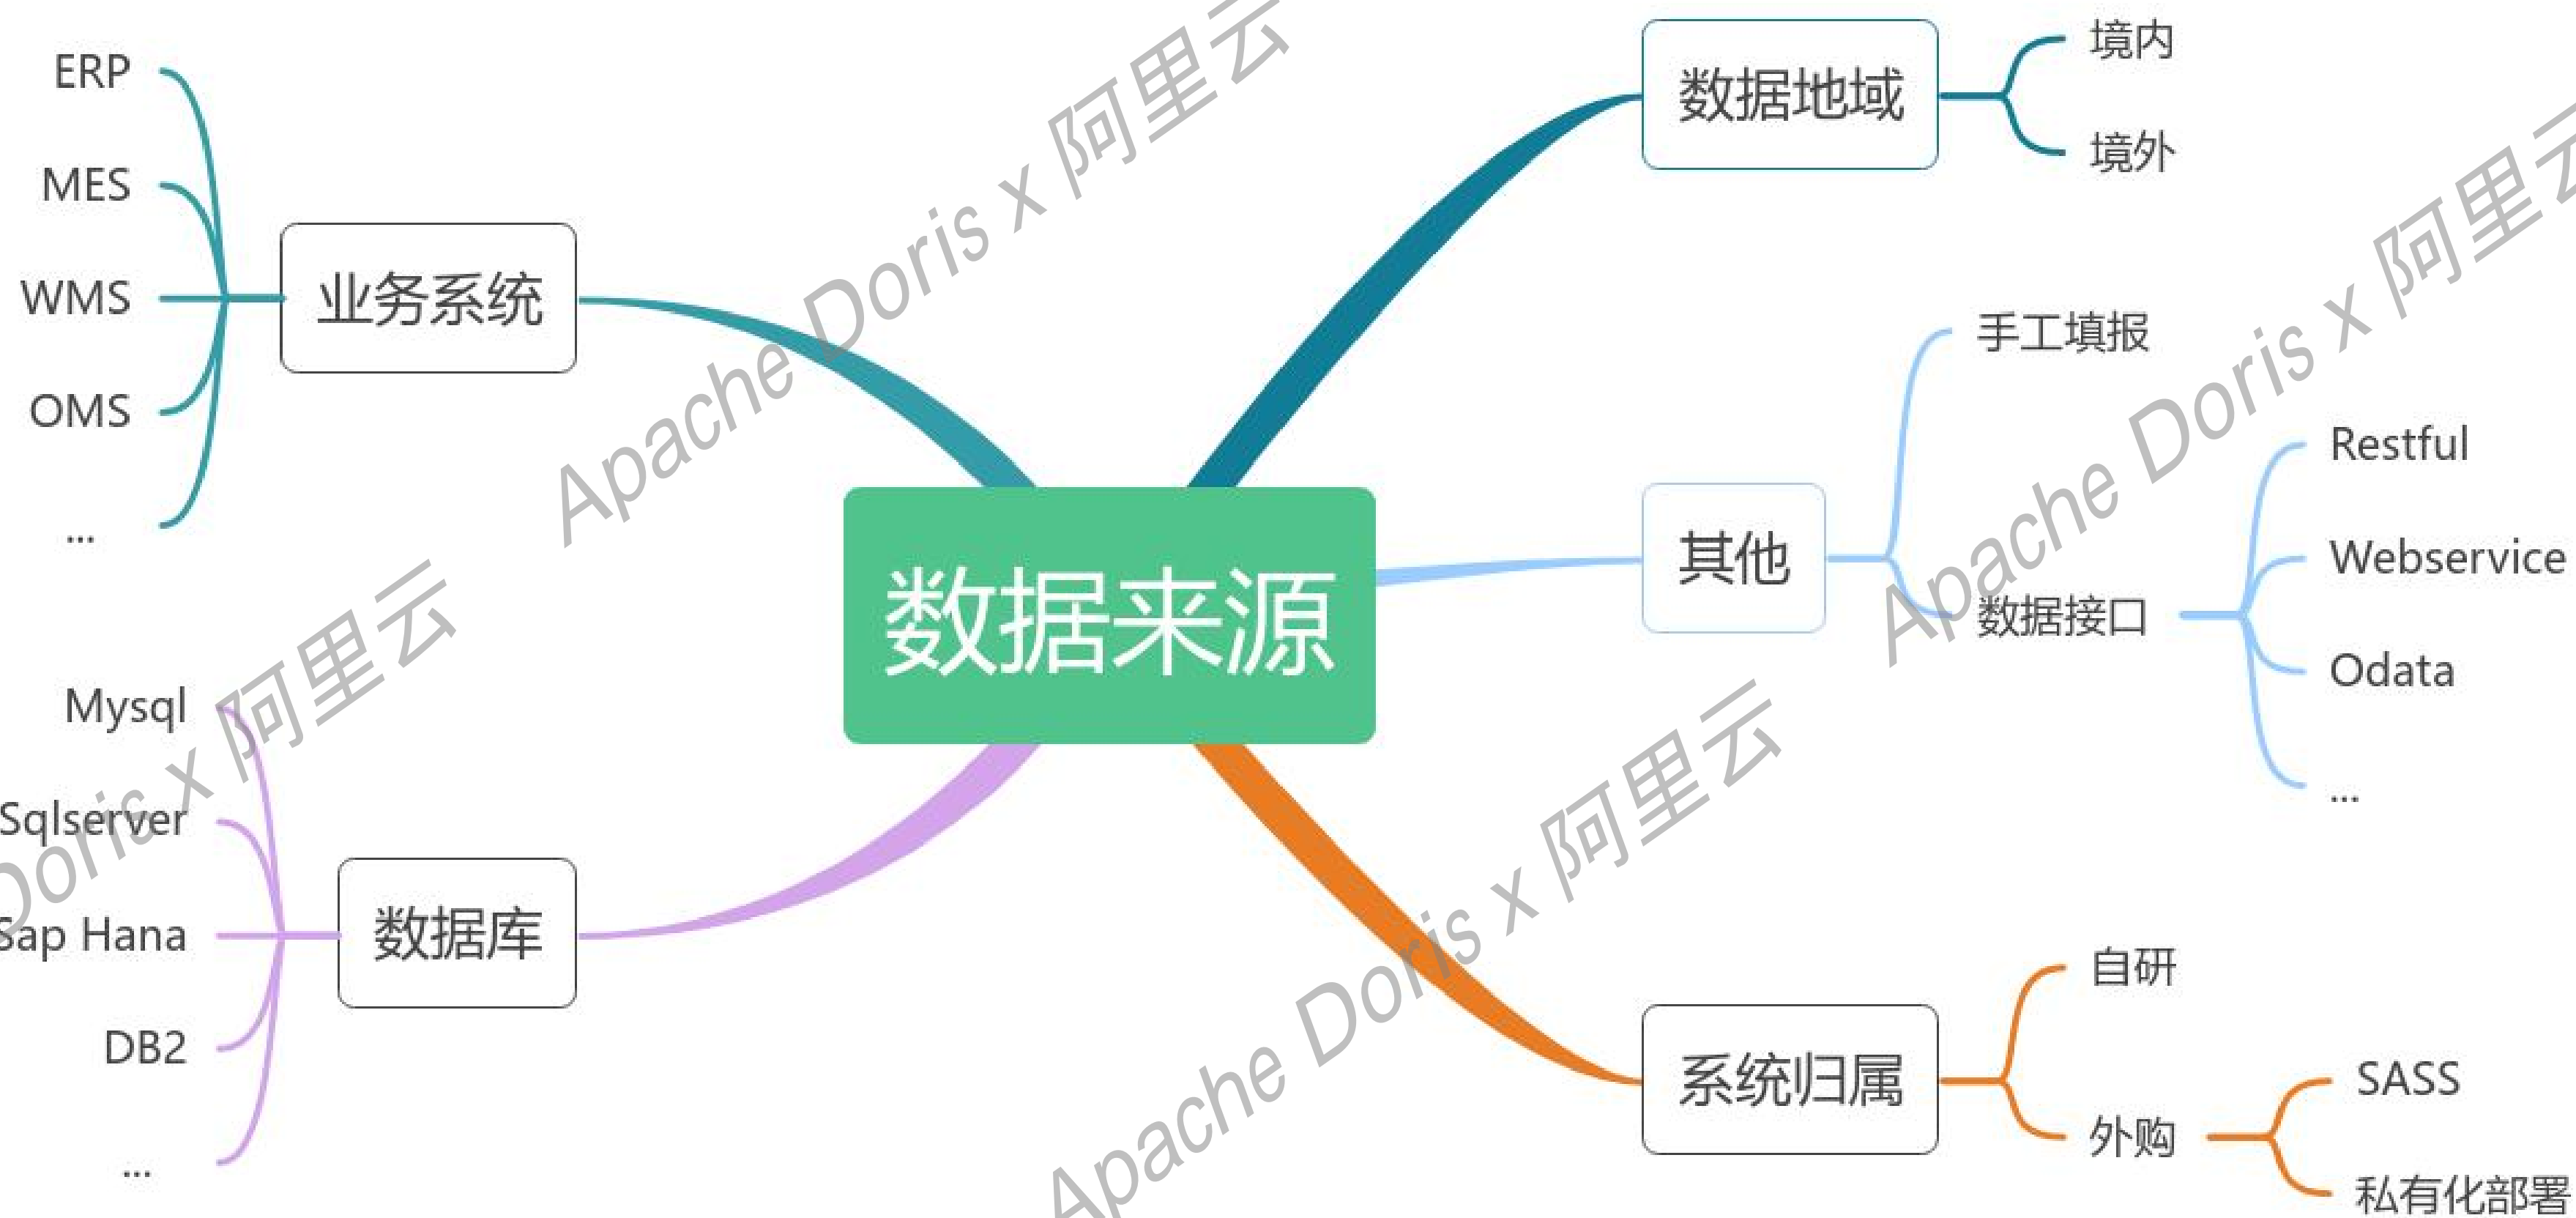 数据来源
业务系统
ERP
MES
WMS
OMS
...
数据库
Mysql
Sqlserver
Sap Hana
DB2
...
数据地域
境内
境外
其他
手工填报
数据接口
Restful
Webservice
Odata
...
系统归属
自研
外购
SASS
私有化部署
Apache Doris x 阿里云
Apache Doris x 阿里云
Doris x 阿里云
Apache Doris x 阿里云